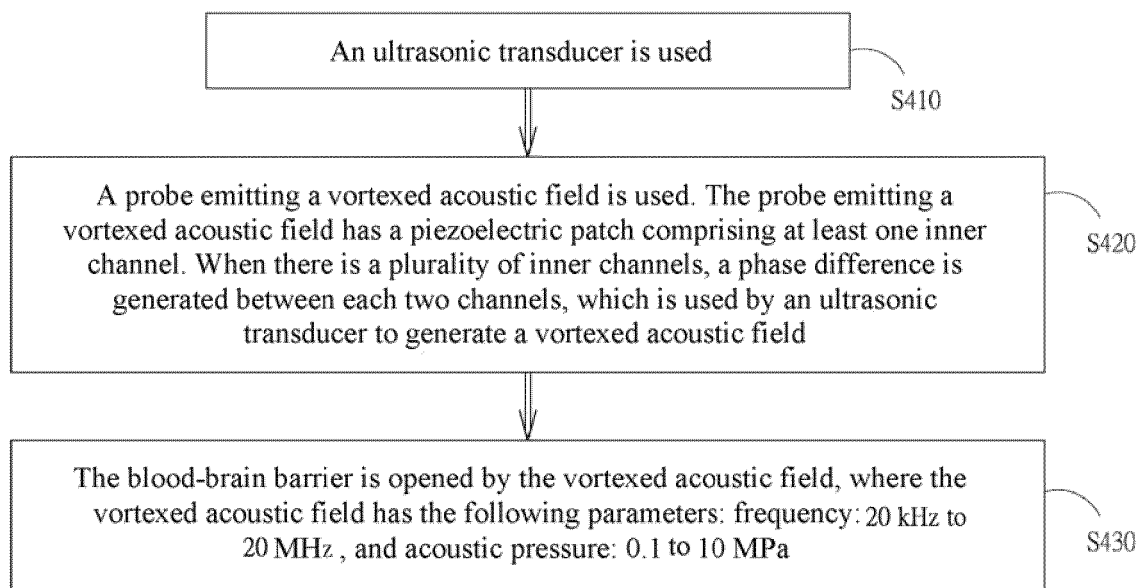 An ultrasonic transducer is used
S410
A probe emitting a vortexed acoustic field is used. The probe emitting a
vortexed acoustic field has a piezoelectric patch comprising at least one inner
channel. When there is a plurality of inner channels, a phase difference is
generated between each two channels, which is used by an ultrasonic
transducer to generate a vortexed acoustic field
S420
The blood-brain barrier is opened by the vortexed acoustic field, where the
vortexed acoustic field has the following parameters: frequency: 20 kHz to
20 MHz , and acoustic pressure: 0.1 to 10 MPa
S430